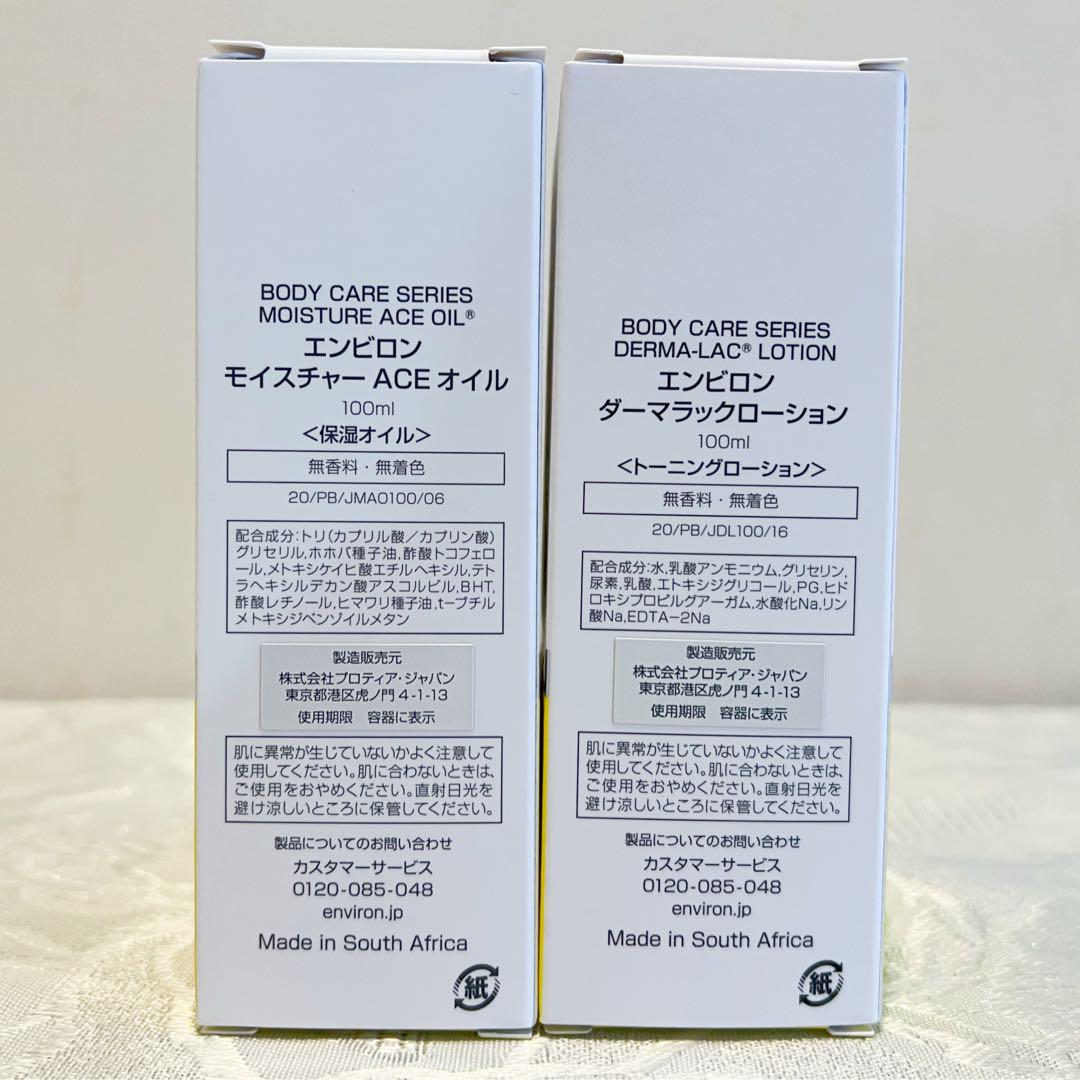 BODY CARE SERIES
MOISTURE ACE OIL®
エンビロン
モイスチャー ACE オイル
100ml
<保湿オイル>
無香料・無着色
20/PB/JMAO100/06
配合成分:トリ(カプリル酸/カプリン酸)
グリセリル,ホホバ種子油,酢酸トコフェロ
ール,メトキシケイヒ酸エチルヘキシル,テト
ラヘキシルデカン酸アスコルビル,BHT,
酢酸レチノール,ヒマワリ種子油,t-ブチル
メトキシジベンゾイルメタン
製造販売元
株式会社プロティア・ジャパン
東京都港区虎ノ門 4-1-13
使用期限 容器に表示
肌に異常が生じていないかよく注意して
使用してください。肌に合わないときは、
ご使用をおやめください。直射日光を
避け涼しいところに保管してください。
製品についてのお問い合わせ
カスタマーサービス
0120-085-048
environ.jp
Made in South Africa
紙
BODY CARE SERIES
DERMA-LAC® LOTION
エンビロン
ダーマラックローション
100ml
<トーニングローション>
無香料・無着色
20/PB/JDL100/16
配合成分:水,乳酸アンモニウム,グリセリン,
尿素,乳酸,エトキシジグリコール,PG,ヒド
ロキシプロピルグアーガム,水酸化Na,リン
酸Na,EDTA-2Na
製造販売元
株式会社プロティア・ジャパン
東京都港区虎ノ門 4-1-13
使用期限 容器に表示
肌に異常が生じていないかよく注意して
使用してください。肌に合わないときは、
ご使用をおやめください。直射日光を
避け涼しいところに保管してください。
製品についてのお問い合わせ
カスタマーサービス
0120-085-048
environ.jp
Made in South Africa
紙